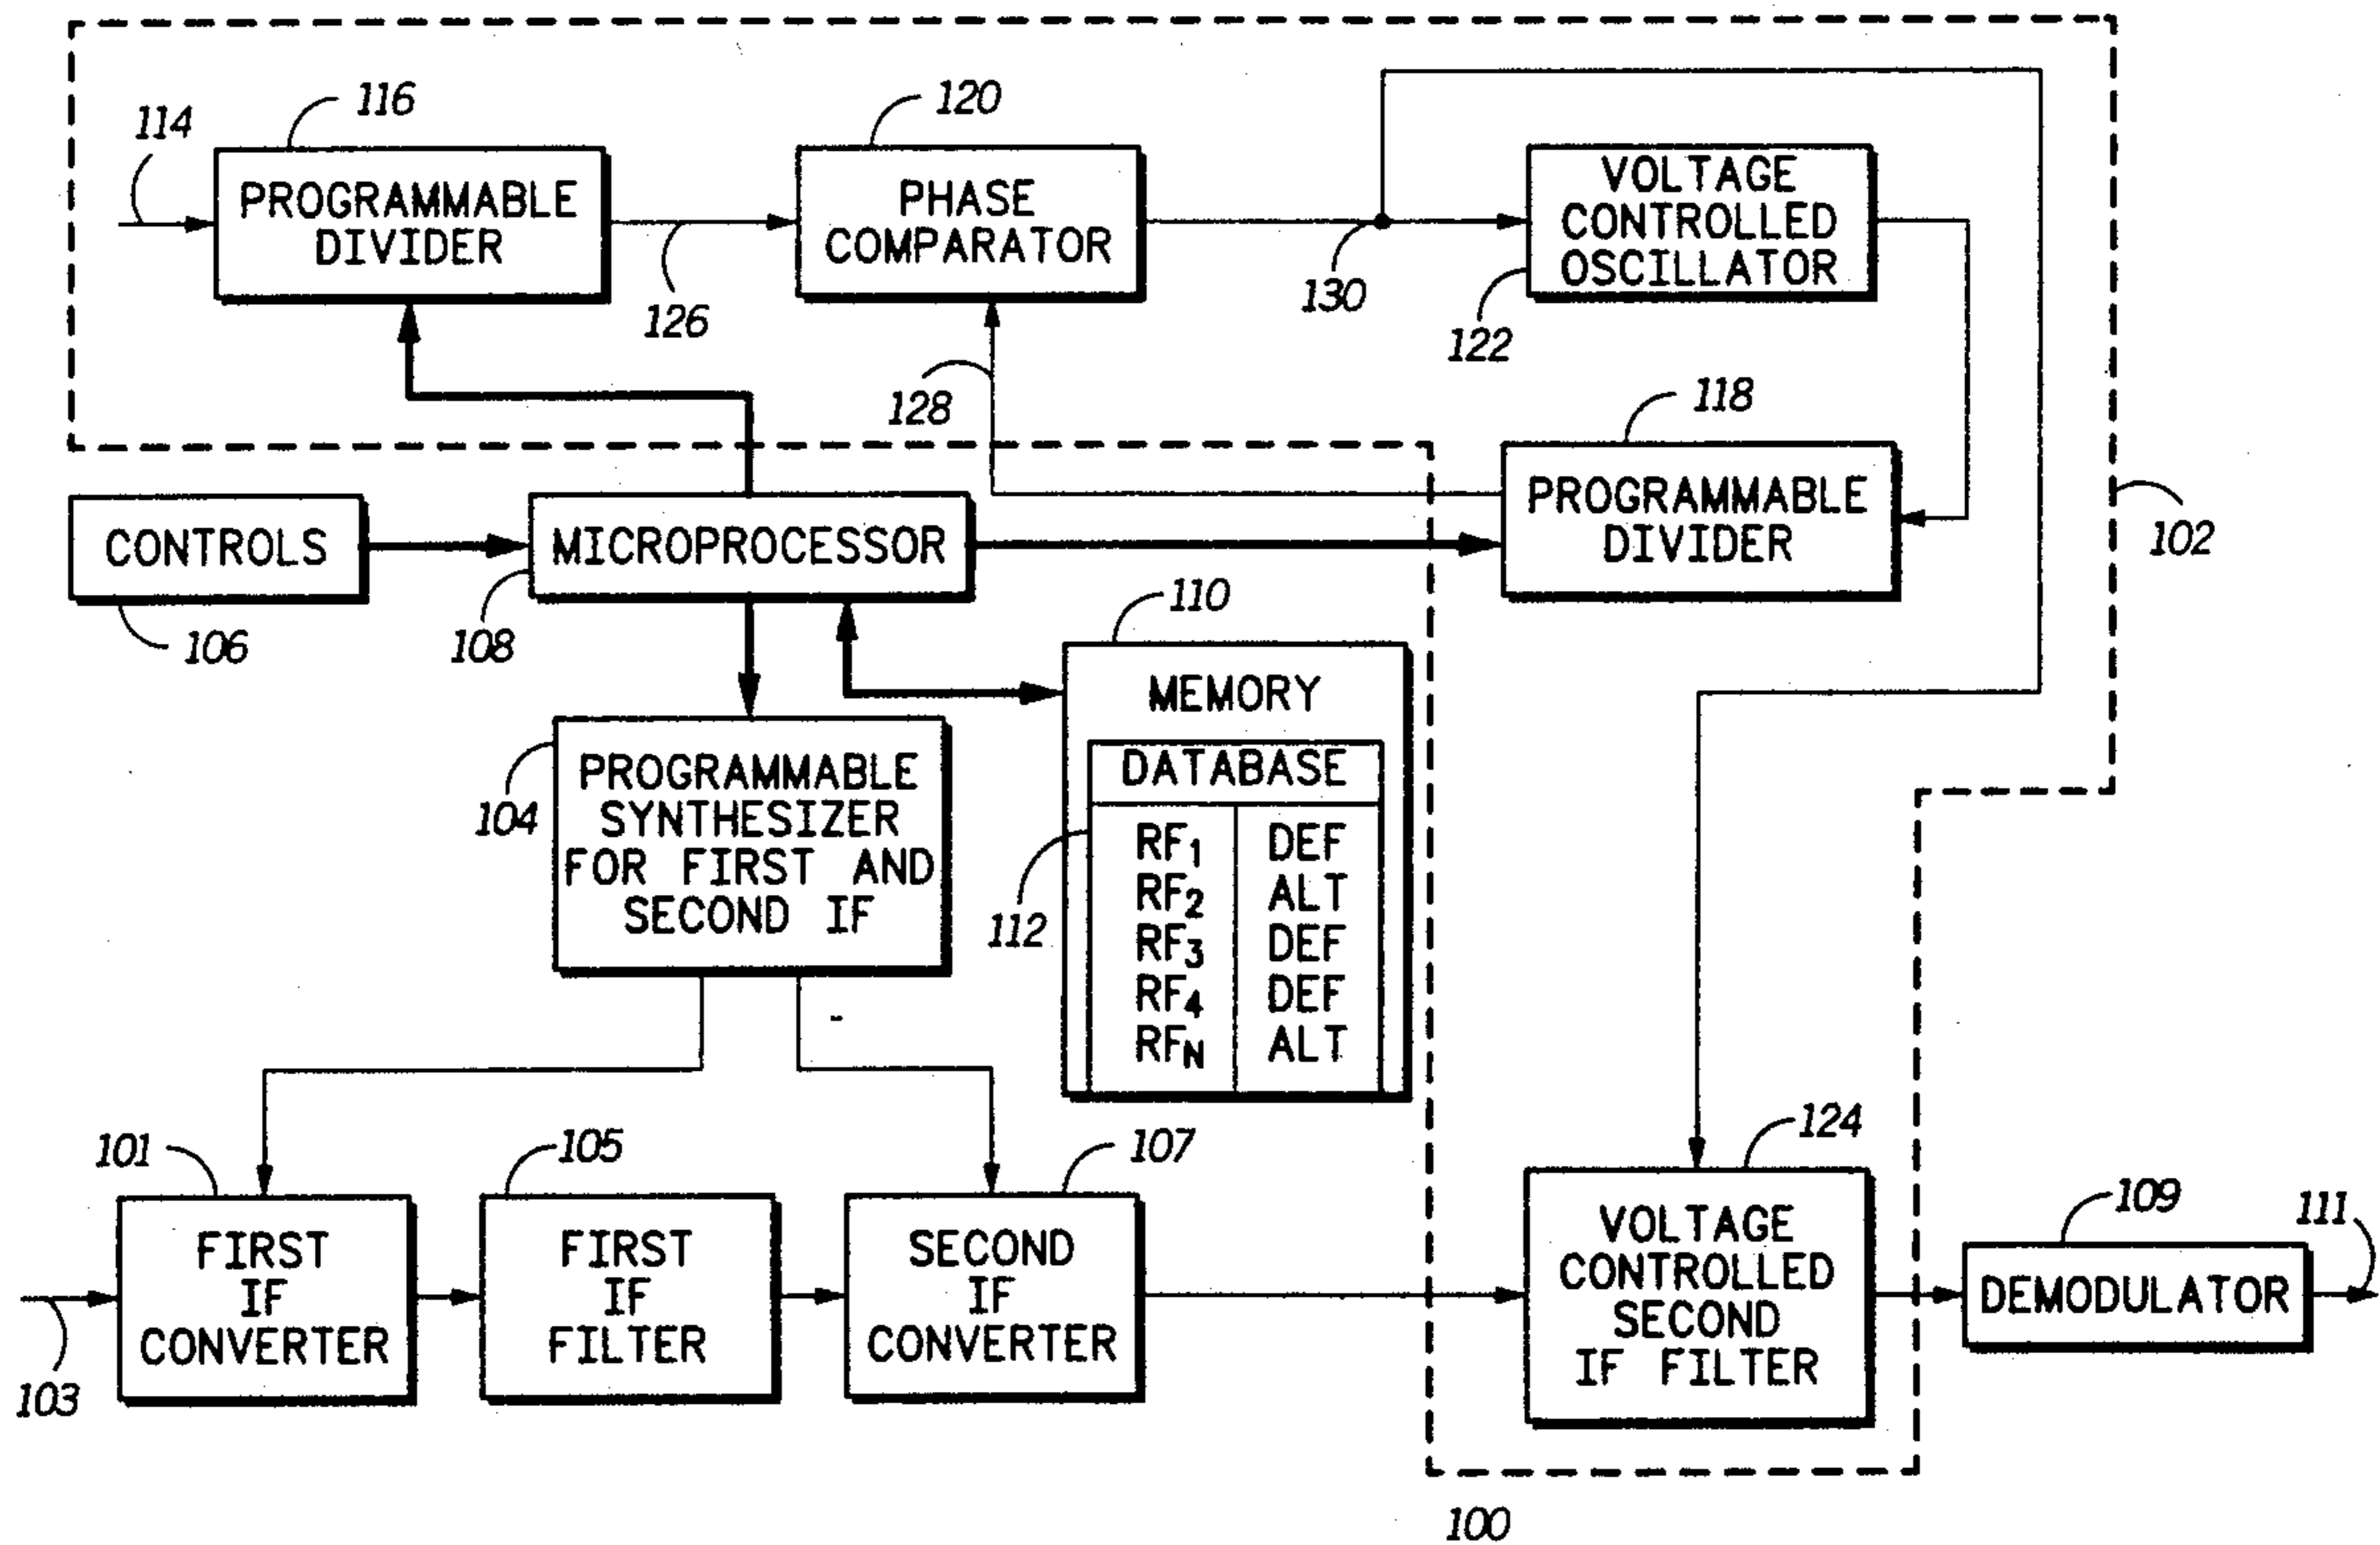 114
116
PROGRAMMABLE
DIVIDER
126
120
PHASE
COMPARATOR
130
VOLTAGE
CONTROLLED
OSCILLATOR
122
128
118
PROGRAMMABLE
DIVIDER
102
CONTROLS
106
MICROPROCESSOR
108
110
MEMORY
DATABASE
RF1 DEF
RF2 ALT
RF3 DEF
RF4 DEF
RFN ALT
112
104
PROGRAMMABLE
SYNTHESIZER
FOR FIRST AND
SECOND IF
101
FIRST
IF
CONVERTER
103
105
FIRST
IF
FILTER
107
SECOND
IF
CONVERTER
124
VOLTAGE
CONTROLLED
SECOND
IF FILTER
109
DEMODULATOR
111
100